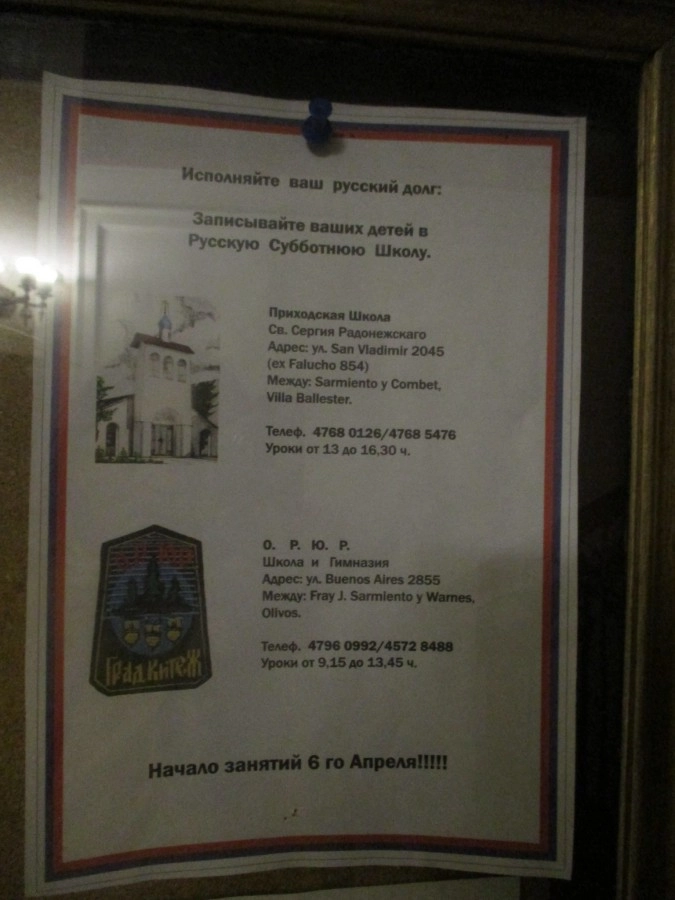 Исполняйте ваш русский долг:
Записывайте ваших детей в
Русскую Субботнюю Школу.
Приходская Школа
Св. Сергия Радонежскаго
Адрес: ул. San Vladimir 2045
(ex Falucho 854)
Между: Sarmiento y Combet,
Villa Ballester.
Телеф. 4768 0126/4768 5476
Уроки от 13 до 16,30 ч.
О. Р. Ю. Р.
Школа и Гимназия
Адрес: ул. Buenos Aires 2855
Между: Fray J. Sarmiento y Warnes,
Olivos.
Телеф. 4796 0992/4572 8488
Уроки от 9,15 до 13,45 ч.
Град Китеж
Начало занятий 6 го Апреля!!!!!